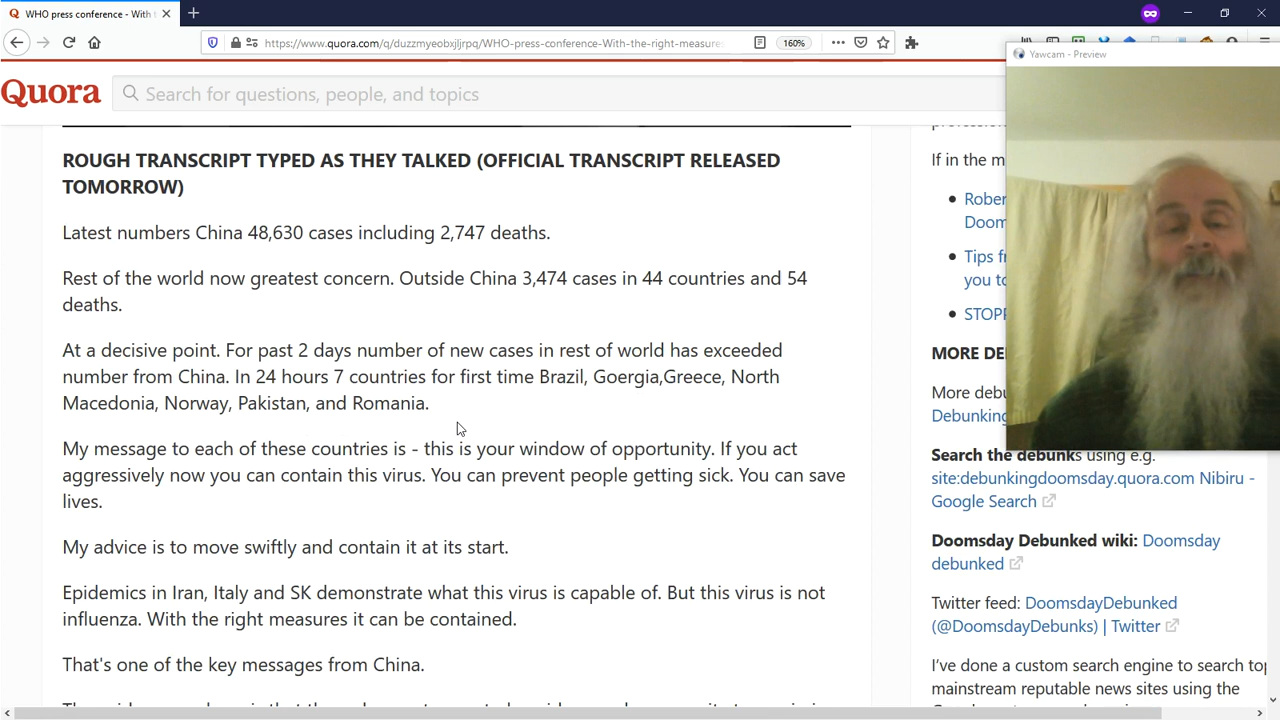 WHO press conference - With t
https://www.quora.com/q/duzzmyeobxjljrpq/WHO-press-conference-With-the-right-measure
160%
Yawcam - Preview
Quora
Search for questions, people, and topics
ROUGH TRANSCRIPT TYPED AS THEY TALKED (OFFICIAL TRANSCRIPT RELEASED
TOMORROW)
Latest numbers China 48,630 cases including 2,747 deaths.
Rest of the world now greatest concern. Outside China 3,474 cases in 44 countries and 54
deaths.
At a decisive point. For past 2 days number of new cases in rest of world has exceeded
number from China. In 24 hours 7 countries for first time Brazil, Goergia,Greece, North
Macedonia, Norway, Pakistan, and Romania.
My message to each of these countries is - this is your window of opportunity. If you act
aggressively now you can contain this virus. You can prevent people getting sick. You can save
lives.
My advice is to move swiftly and contain it at its start.
Epidemics in Iran, Italy and SK demonstrate what this virus is capable of. But this virus is not
influenza. With the right measures it can be contained.
That's one of the key messages from China.
If in the m
Rober
Doom
Tips f
you to
STOP
MORE DE
More debu
Debunking
Search the debunks using e.g.
site:debunkingdoomsday.quora.com Nibiru -
Google Search
Doomsday Debunked wiki: Doomsday
debunked
Twitter feed: DoomsdayDebunked
(@DoomsdayDebunks) | Twitter
I've done a custom search engine to search top
mainstream reputable news sites using the